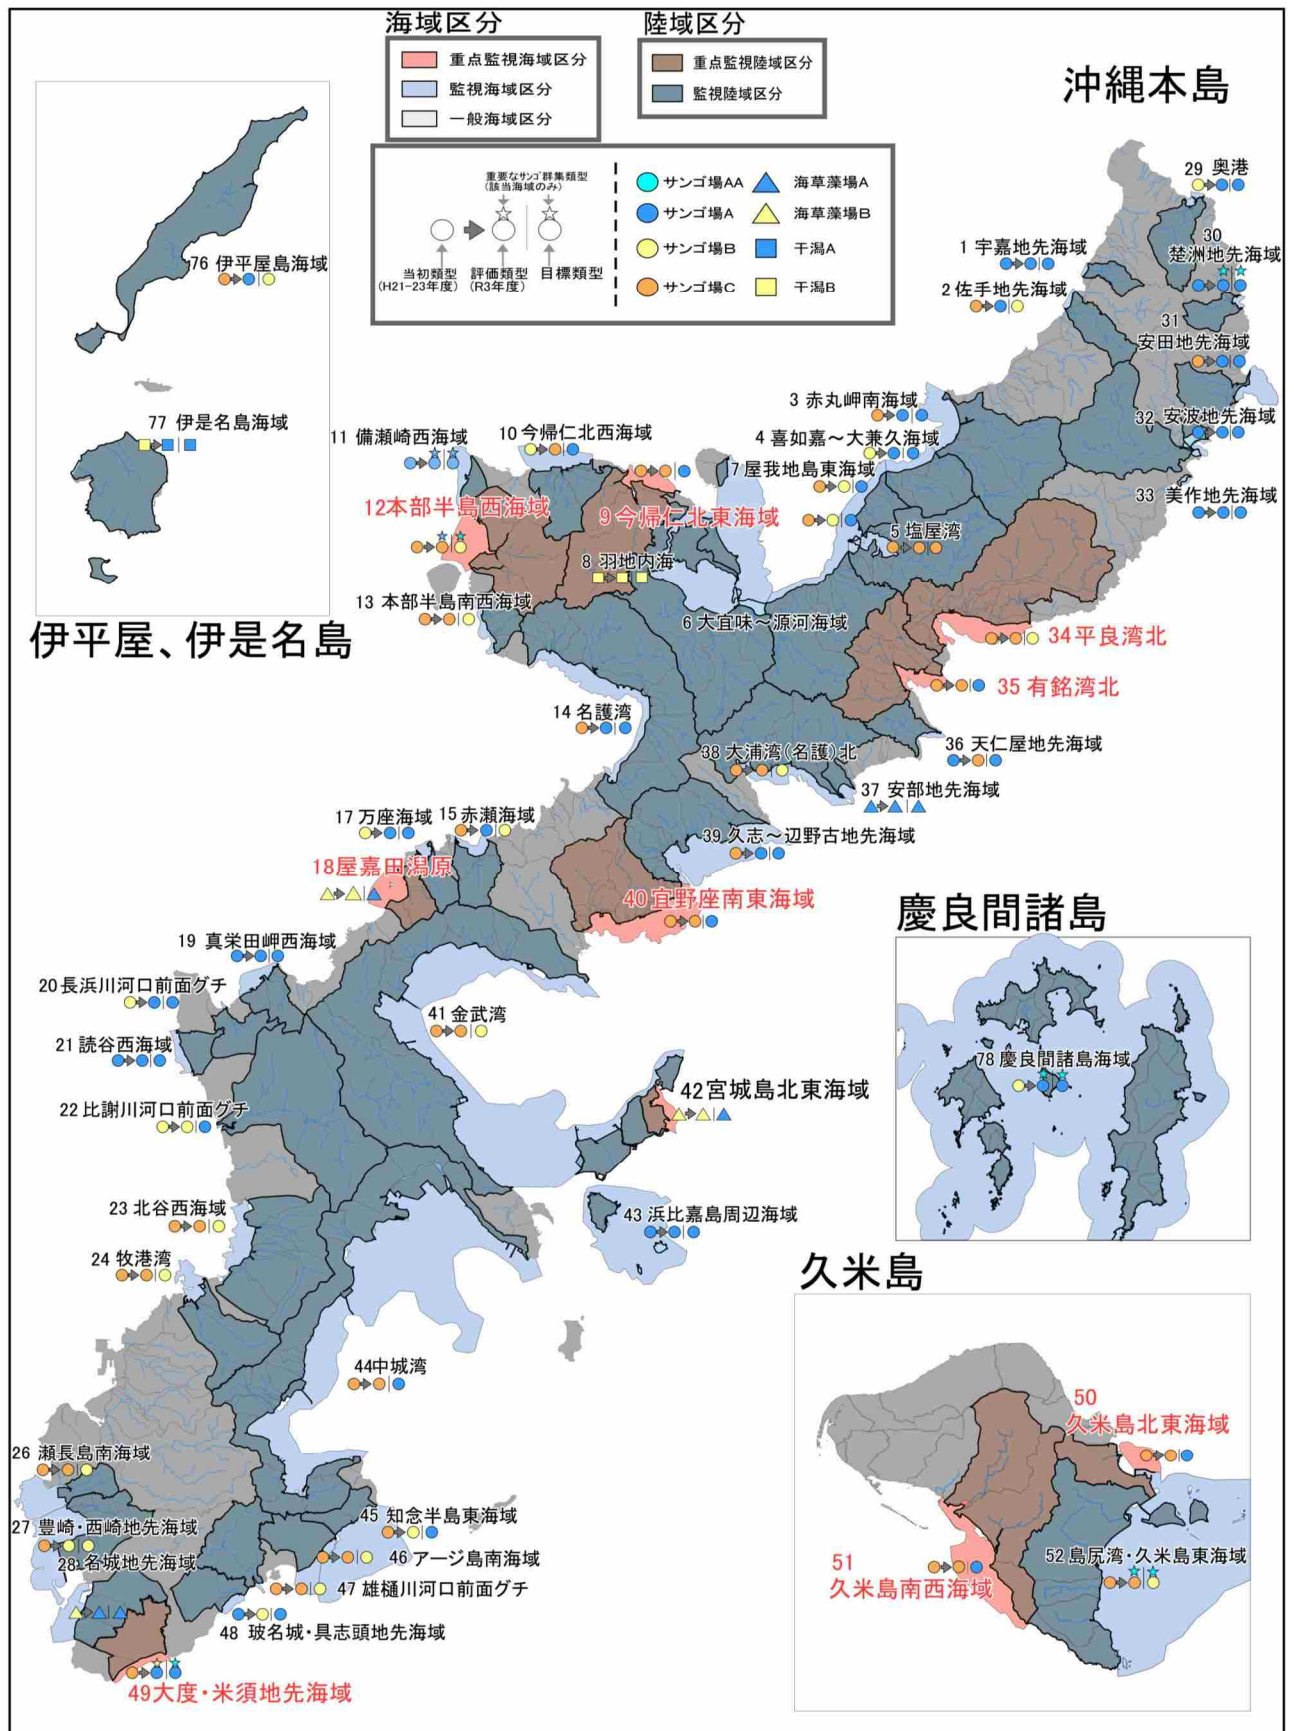 海域区分
重点監視海域区分
監視海域区分
一般海域区分
陸域区分
重点監視陸域区分
監視陸域区分
重要なサンゴ群集類型
(該当海域のみ)
当初類型
(H21-23年度)
評価類型
(R3年度)
目標類型
サンゴ場AA
海草藻場A
サンゴ場A
海草藻場B
サンゴ場B
干潟A
サンゴ場C
干潟B
沖縄本島
29 奥港
30
楚洲地先海域
1 宇嘉地先海域
2 佐手地先海域
31
安田地先海域
3 赤丸岬南海域
32 安波地先海域
4 喜如嘉～大兼久海域
7 屋我地島東海域
33 美作地先海域
5 塩屋湾
76 伊平屋島海域
77 伊是名島海域
伊平屋、伊是名島
11 備瀬崎西海域
10 今帰仁北西海域
12本部半島西海域
9 今帰仁北東海域
8 羽地内海
13 本部半島南西海域
6 大宜味～源河海域
34 平良湾北
35 有銘湾北
14 名護湾
38 大浦湾(名護)北
36 天仁屋地先海域
37 安部地先海域
17 万座海域
15 赤瀬海域
39 久志～辺野古地先海域
18屋嘉田潟原
40 宜野座南東海域
19 真栄田岬西海域
20 長浜川河口前面グチ
41 金武湾
21 読谷西海域
22 比謝川河口前面グチ
42 宮城島北東海域
23 北谷西海域
43 浜比嘉島周辺海域
24 牧港湾
44中城湾
慶良間諸島
78 慶良間諸島海域
久米島
50
久米島北東海域
51
久米島南西海域
52 島尻湾・久米島東海域
26 瀬長島南海域
27 豊崎・西崎地先海域
28 名城地先海域
45 知念半島東海域
46 アージ島南海域
47 雄樋川河口前面グチ
48 玻名城・具志頭地先海域
49大度・米須地先海域